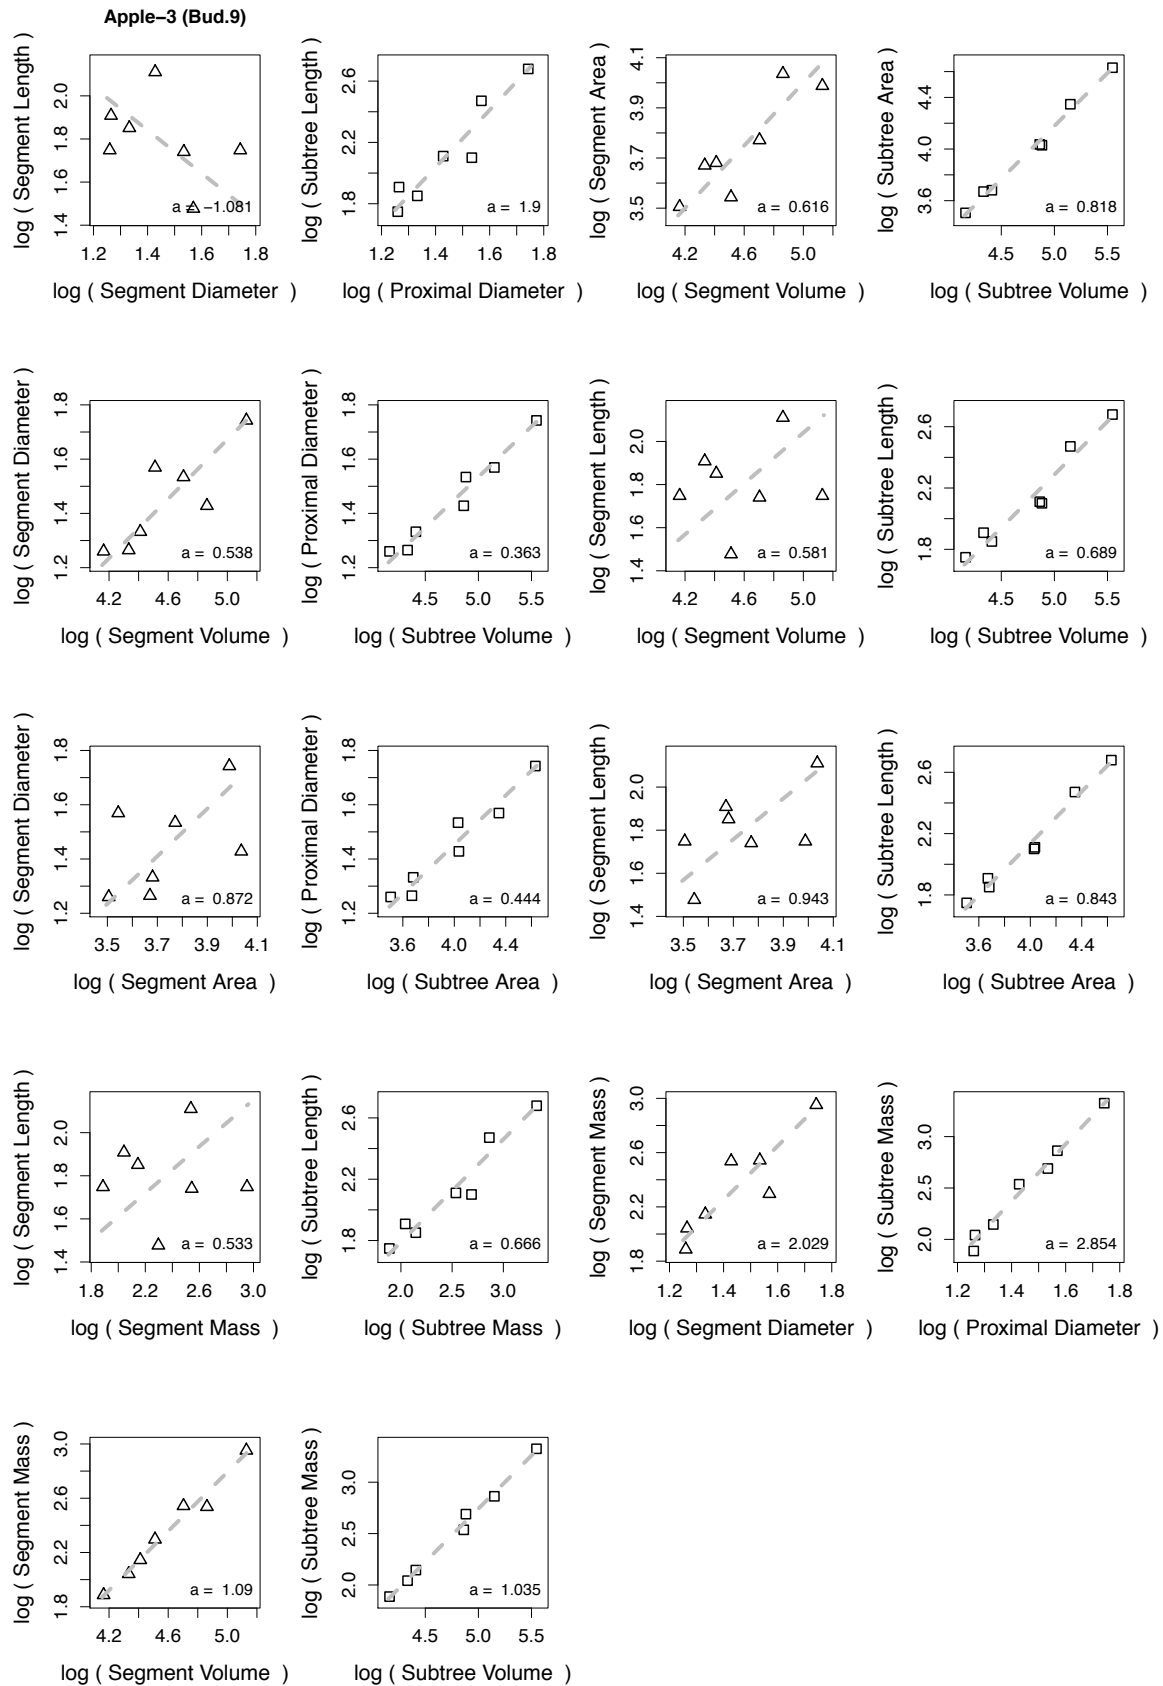 Apple−3 (Bud.9)
log ( Segment Length )
1.4 1.6 1.8 2.0
a = −1.081
1.2 1.4 1.6 1.8
log ( Segment Diameter )
log ( Subtree Length )
1.8 2.2 2.6
a = 1.9
1.2 1.4 1.6 1.8
log ( Proximal Diameter )
log ( Segment Area )
3.5 3.7 3.9 4.1
a = 0.616
4.2 4.6 5.0
log ( Segment Volume )
log ( Subtree Area )
3.6 4.0 4.4
a = 0.818
4.5 5.0 5.5
log ( Subtree Volume )
log ( Segment Diameter )
1.2 1.4 1.6 1.8
a = 0.538
4.2 4.6 5.0
log ( Segment Volume )
log ( Proximal Diameter )
1.2 1.4 1.6 1.8
a = 0.363
4.5 5.0 5.5
log ( Subtree Volume )
log ( Segment Length )
1.4 1.6 1.8 2.0
a = 0.581
4.2 4.6 5.0
log ( Segment Volume )
log ( Subtree Length )
1.8 2.2 2.6
a = 0.689
4.5 5.0 5.5
log ( Subtree Volume )
log ( Segment Diameter )
1.2 1.4 1.6 1.8
a = 0.872
3.5 3.7 3.9 4.1
log ( Segment Area )
log ( Proximal Diameter )
1.2 1.4 1.6 1.8
a = 0.444
3.6 4.0 4.4
log ( Subtree Area )
log ( Segment Length )
1.4 1.6 1.8 2.0
a = 0.943
3.5 3.7 3.9 4.1
log ( Segment Area )
log ( Subtree Length )
1.8 2.2 2.6
a = 0.843
3.6 4.0 4.4
log ( Subtree Area )
log ( Segment Length )
1.4 1.6 1.8 2.0
a = 0.533
1.8 2.2 2.6 3.0
log ( Segment Mass )
log ( Subtree Length )
1.8 2.2 2.6
a = 0.666
2.0 2.5 3.0
log ( Subtree Mass )
log ( Segment Mass )
1.8 2.2 2.6 3.0
a = 2.029
1.2 1.4 1.6 1.8
log ( Segment Diameter )
log ( Subtree Mass )
2.0 2.5 3.0
a = 2.854
1.2 1.4 1.6 1.8
log ( Proximal Diameter )
log ( Segment Mass )
1.8 2.2 2.6 3.0
a = 1.09
4.2 4.6 5.0
log ( Segment Volume )
log ( Subtree Mass )
2.0 2.5 3.0
a = 1.035
4.5 5.0 5.5
log ( Subtree Volume )